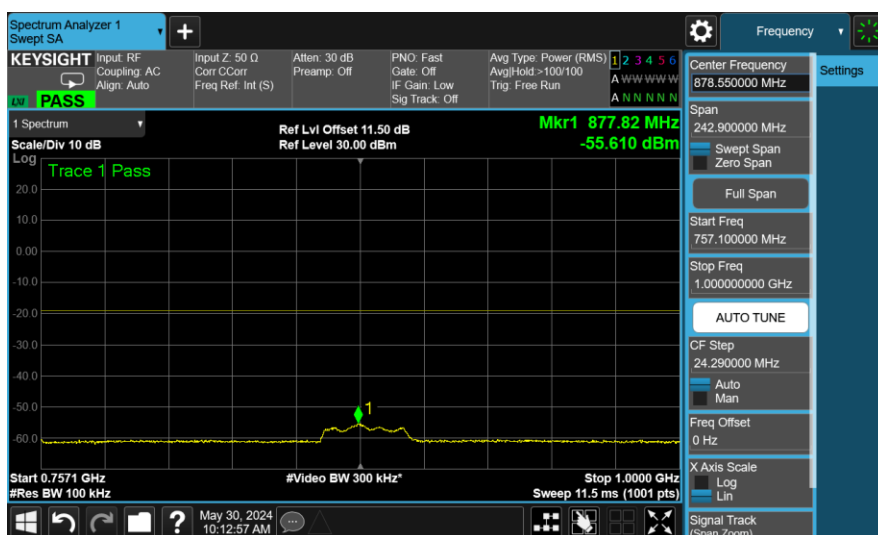 Spectrum Analyzer 1
Swept SA
Frequency
KEYSIGHT
Input: RF
Coupling: AC
Align: Auto
Input Z: 50 Ω
Corr CCorr
Freq Ref: Int (S)
Atten: 30 dB
Preamp: Off
PNO: Fast
Gate: Off
IF Gain: Low
Sig Track: Off
Avg Type: Power (RMS)
Avg|Hold:>100/100
Trig: Free Run
1 2 3 4 5 6
A W W W W W
A N N N N N
LXI PASS
Center Frequency
878.550000 MHz
Settings
Span
242.900000 MHz
Swept Span
Zero Span
Full Span
Start Freq
757.100000 MHz
Stop Freq
1.000000000 GHz
AUTO TUNE
CF Step
24.290000 MHz
Auto
Man
Freq Offset
0 Hz
X Axis Scale
Log
Lin
Signal Track
(Span Zoom)
1 Spectrum
Scale/Div 10 dB
Ref Lvl Offset 11.50 dB
Ref Level 30.00 dBm
Mkr1 877.82 MHz
-55.610 dBm
Log
Trace 1 Pass
20.0
10.0
0.00
-10.0
-20.0
-30.0
-40.0
-50.0
-60.0
1
Start 0.7571 GHz
#Res BW 100 kHz
#Video BW 300 kHz*
Stop 1.0000 GHz
Sweep 11.5 ms (1001 pts)
May 30, 2024
10:12:57 AM